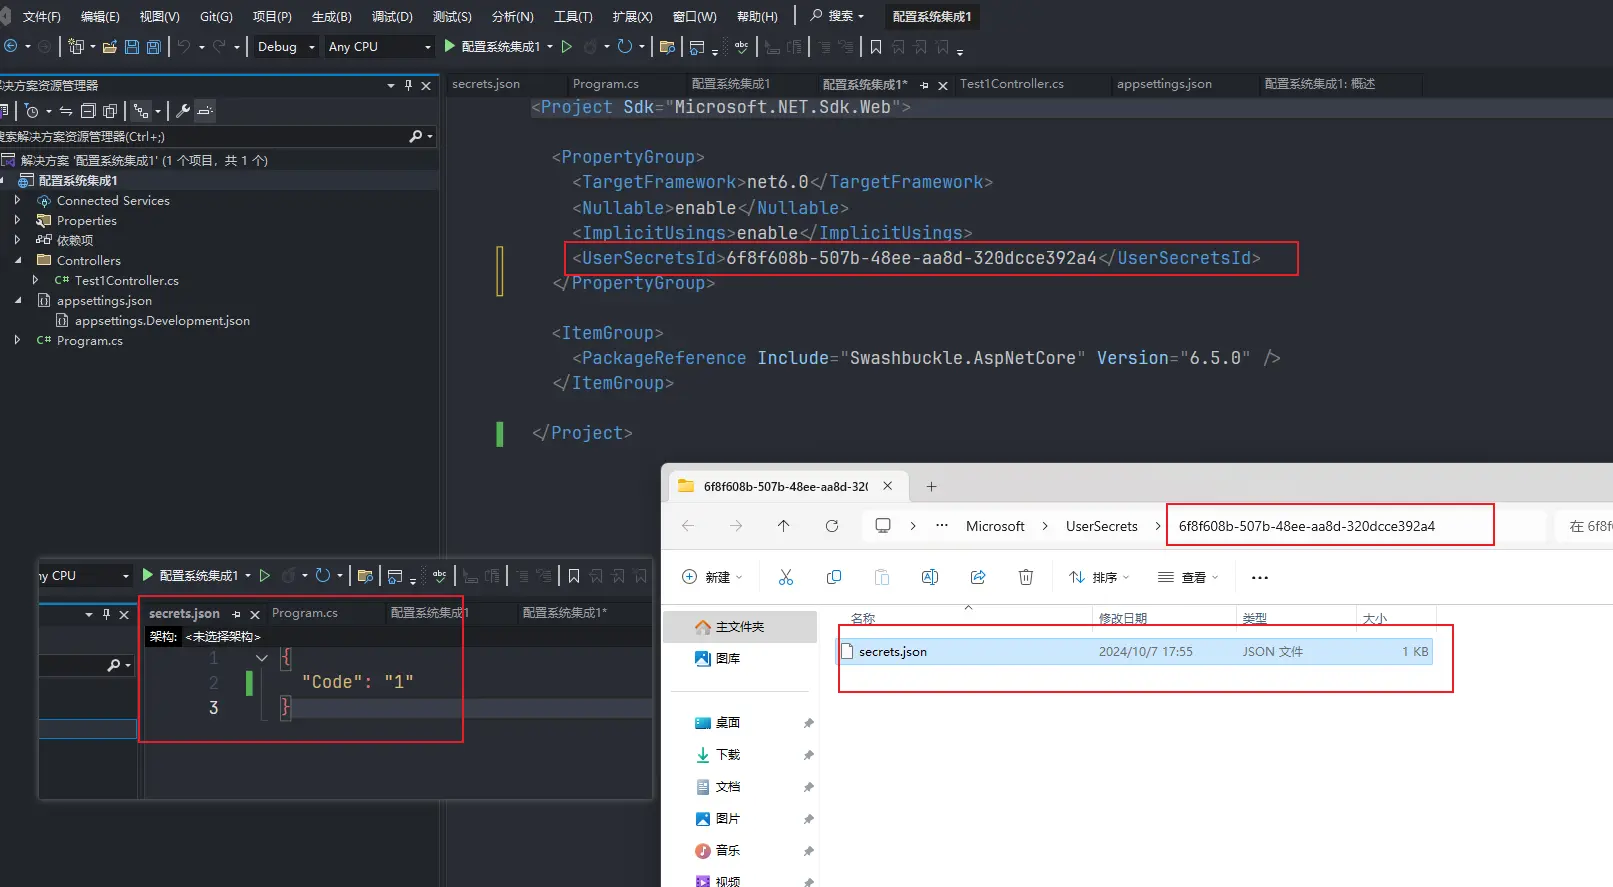 文件(F) 编辑(E) 视图(V) Git(G) 项目(P) 生成(B) 调试(D) 测试(S) 分析(N) 工具(T) 扩展(X) 窗口(W) 帮助(H) 搜索 配置系统集成1
Debug Any CPU 配置系统集成1
决方案资源管理器
搜索解决方案资源管理器(Ctrl+;)
解决方案 '配置系统集成1' (1 个项目, 共 1 个)
配置系统集成1
Connected Services
Properties
依赖项
Controllers
C# Test1Controller.cs
appsettings.json
appsettings.Development.json
C# Program.cs
secrets.json Program.cs 配置系统集成1 配置系统集成1* Test1Controller.cs appsettings.json 配置系统集成1: 概述
<Project Sdk="Microsoft.NET.Sdk.Web">
<PropertyGroup>
<TargetFramework>net6.0</TargetFramework>
<Nullable>enable</Nullable>
<ImplicitUsings>enable</ImplicitUsings>
<UserSecretsId>6f8f608b-507b-48ee-aa8d-320dcce392a4</UserSecretsId>
</PropertyGroup>
<ItemGroup>
<PackageReference Include="Swashbuckle.AspNetCore" Version="6.5.0" />
</ItemGroup>
</Project>
ny CPU 配置系统集成1
secrets.json Program.cs 配置系统集成1 配置系统集成1*
架构: <未选择架构>
1 {
2 "Code": "1"
3 }
6f8f608b-507b-48ee-aa8d-320
Microsoft > UserSecrets > 6f8f608b-507b-48ee-aa8d-320dcce392a4 在 6f8f6
新建 排序 查看
名称 修改日期 类型 大小
secrets.json 2024/10/7 17:55 JSON 文件 1 KB
主文件夹
图库
桌面
下载
文档
图片
音乐
视频